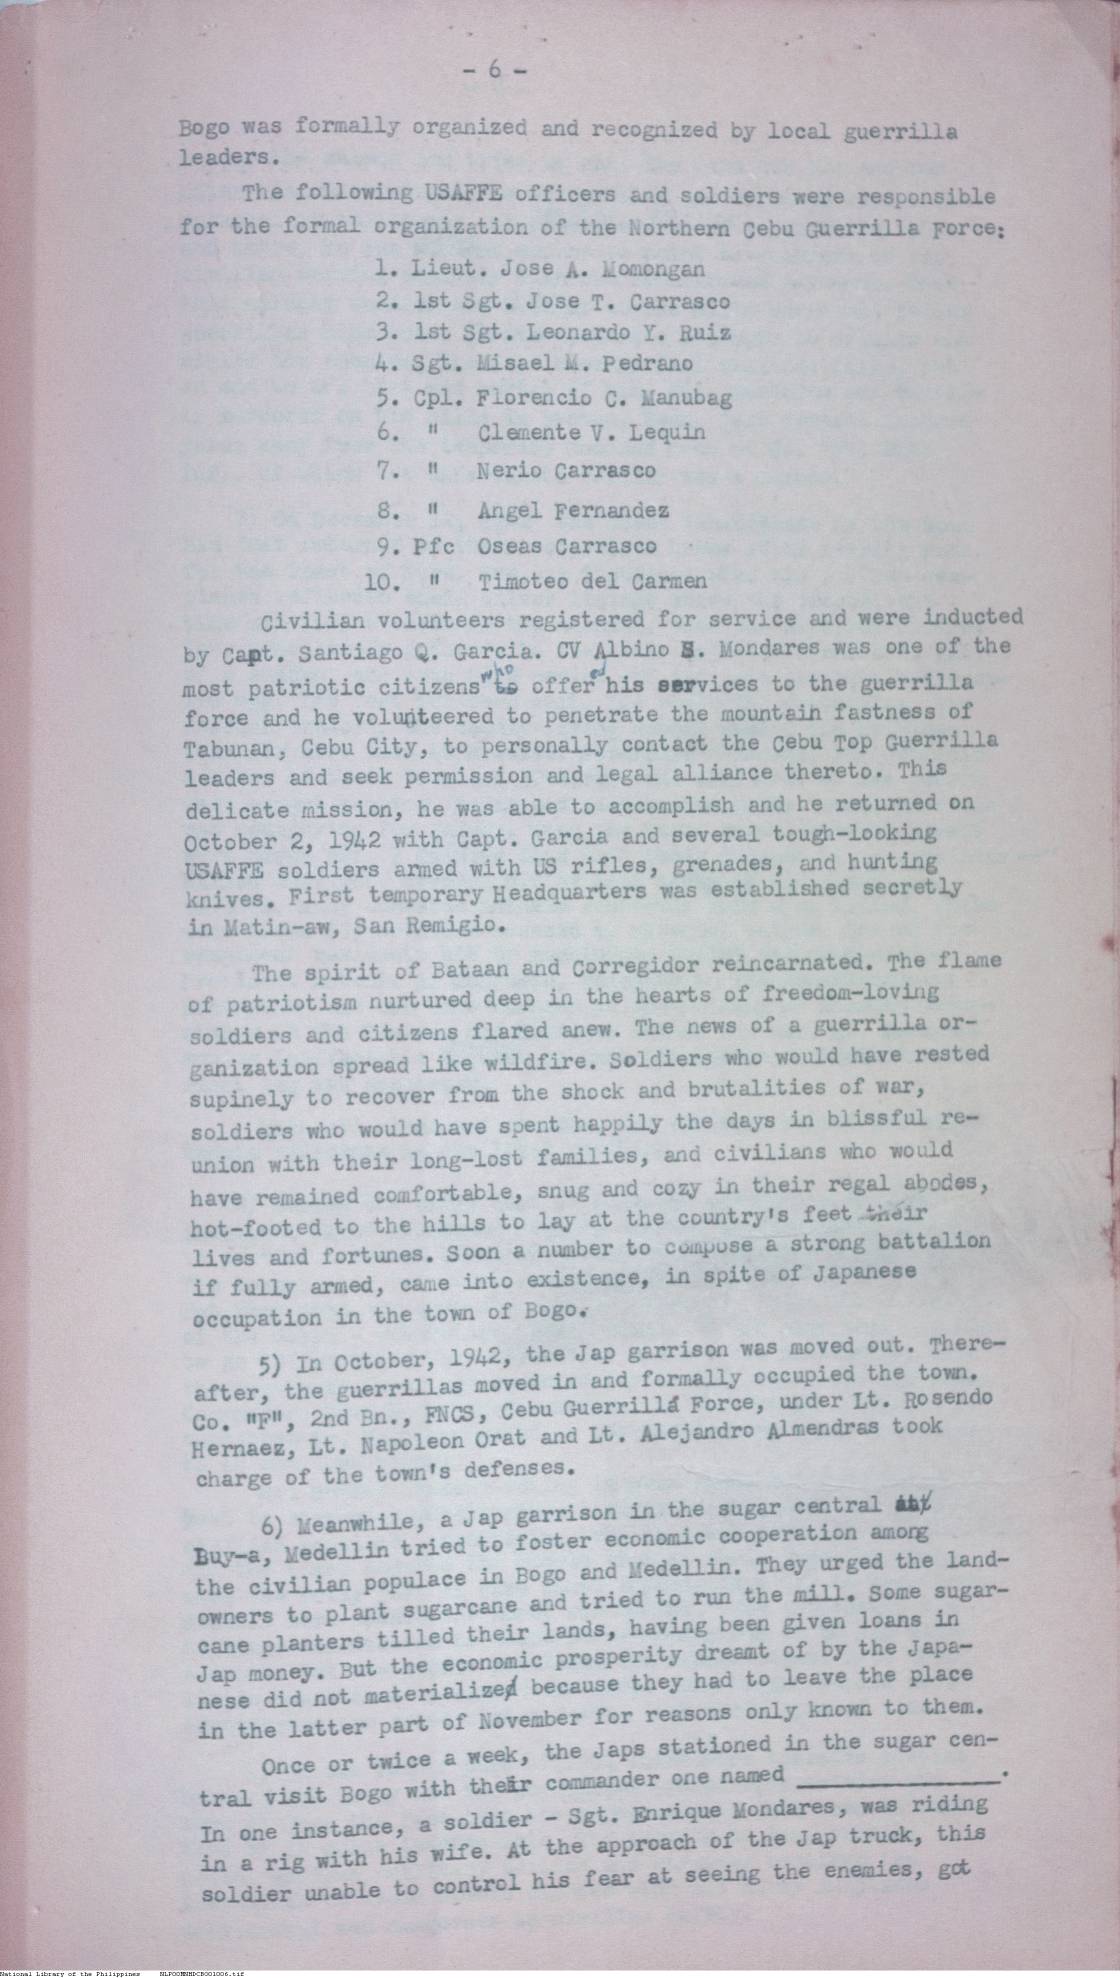 - 6 -
Bogo was formally organized and recognized by local guerrilla
leaders.
The following USAFFE officers and soldiers were responsible
for the formal organization of the Northern Cebu Guerrilla Force:
1. Lieut. Jose A. Momongan
2. 1st Sgt. Jose T. Carrasco
3. 1st Sgt. Leonardo Y. Ruiz
4. Sgt. Misael M. Pedrano
5. Cpl. Florencio C. Manubag
6. " Clemente V. Lequin
7. " Nerio Carrasco
8. " Angel Fernandez
9. Pfc Oseas Carrasco
10. " Timoteo del Carmen
Civilian volunteers registered for service and were inducted
by Capt. Santiago Q. Garcia. CV Albino S. Mondares was one of the
most patriotic citizens who offered his services to the guerrilla
force and he volunteered to penetrate the mountain fastness of
Tabunan, Cebu City, to personally contact the Cebu Top Guerrilla
leaders and seek permission and legal alliance thereto. This
delicate mission, he was able to accomplish and he returned on
October 2, 1942 with Capt. Garcia and several tough-looking
USAFFE soldiers armed with US rifles, grenades, and hunting
knives. First temporary Headquarters was established secretly
in Matin-aw, San Remigio.
The spirit of Bataan and Corregidor reincarnated. The flame
of patriotism nurtured deep in the hearts of freedom-loving
soldiers and citizens flared anew. The news of a guerrilla or-
ganization spread like wildfire. Soldiers who would have rested
supinely to recover from the shock and brutalities of war,
soldiers who would have spent happily the days in blissful re-
union with their long-lost families, and civilians who would
have remained comfortable, snug and cozy in their regal abodes,
hot-footed to the hills to lay at the country's feet their
lives and fortunes. Soon a number to compose a strong battalion
if fully armed, came into existence, in spite of Japanese
occupation in the town of Bogo.
5) In October, 1942, the Jap garrison was moved out. There-
after, the guerrillas moved in and formally occupied the town.
Co. "F", 2nd Bn., FNCS, Cebu Guerrilla Force, under Lt. Rosendo
Hernaez, Lt. Napoleon Orat and Lt. Alejandro Almendras took
charge of the town's defenses.
6) Meanwhile, a Jap garrison in the sugar central at
Buy-a, Medellin tried to foster economic cooperation among
the civilian populace in Bogo and Medellin. They urged the land-
owners to plant sugarcane and tried to run the mill. Some sugar-
cane planters tilled their lands, having been given loans in
Jap money. But the economic prosperity dreamt of by the Japa-
nese did not materialized because they had to leave the place
in the latter part of November for reasons only known to them.
Once or twice a week, the Japs stationed in the sugar cen-
tral visit Bogo with their commander one named ________________.
In one instance, a soldier - Sgt. Enrique Mondares, was riding
in a rig with his wife. At the approach of the Jap truck, this
soldier unable to control his fear at seeing the enemies, got
National Library of the Philippines NLP00MNHDCB001006.tif